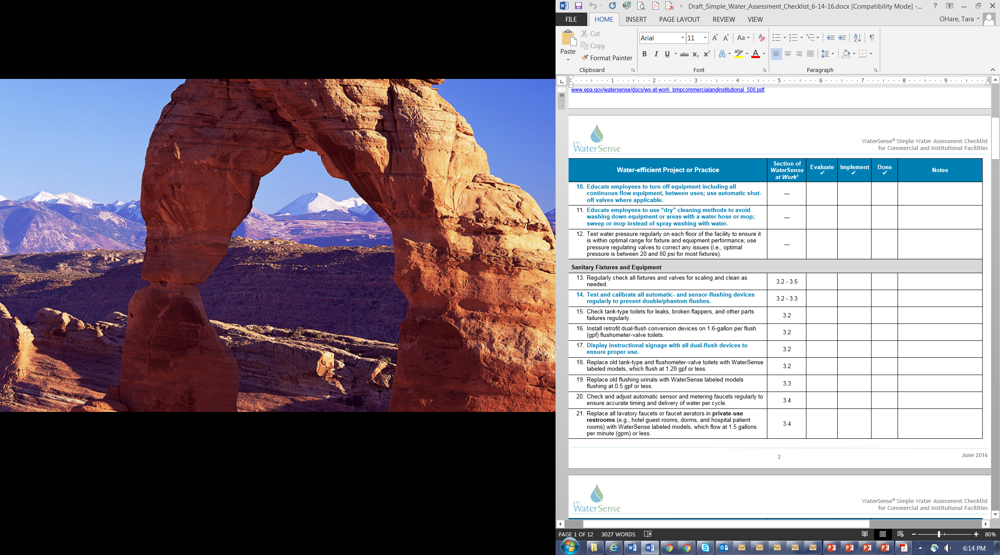 Draft_Simple_Water_Assessment_Checklist_6-14-16.docx [Compatibility Mode] -...
FILE
HOME
INSERT
PAGE LAYOUT
REVIEW
VIEW
OHare, Tara
Paste
Cut
Copy
Format Painter
Clipboard
Arial
11
Font
Paragraph
1 2 3 4 5 6 7 8 9
www.epa.gov/watersense/docs/ws-at-work_bmpcommercialandinstitutional_508.pdf.
EPA
WaterSense
WaterSense® Simple Water Assessment Checklist
for Commercial and Institutional Facilities
Water-efficient Project or Practice
Section of
WaterSense
at Work¹
Evaluate
✓
Implement
✓
Done
✓
Notes
10. Educate employees to turn off equipment including all
continuous flow equipment, between uses; use automatic shut-
off valves where applicable.
—
11. Educate employees to use “dry” cleaning methods to avoid
washing down equipment or areas with a water hose or mop;
sweep or mop instead of spray washing with water.
—
12. Test water pressure regularly on each floor of the facility to ensure it
is within optimal range for fixture and equipment performance; use
pressure regulating valves to correct any issues (i.e., optimal
pressure is between 20 and 80 psi for most fixtures).
—
Sanitary Fixtures and Equipment
13. Regularly check all fixtures and valves for scaling and clean as
needed.
3.2 - 3.5
14. Test and calibrate all automatic- and sensor-flushing devices
regularly to prevent double/phantom flushes.
3.2 - 3.3
15. Check tank-type toilets for leaks, broken flappers, and other parts
failures regularly.
3.2
16. Install retrofit dual-flush conversion devices on 1.6-gallon per flush
(gpf) flushometer-valve toilets.
3.2
17. Display instructional signage with all dual-flush devices to
ensure proper use.
3.2
18. Replace old tank-type and flushometer-valve toilets with WaterSense
labeled models, which flush at 1.28 gpf or less.
3.2
19. Replace old flushing urinals with WaterSense labeled models
flushing at 0.5 gpf or less.
3.3
20. Check and adjust automatic sensor and metering faucets regularly to
ensure accurate timing and delivery of water per cycle.
3.4
21. Replace all lavatory faucets or faucet aerators in private-use
restrooms (e.g., hotel guest rooms, dorms, and hospital patient
rooms) with WaterSense labeled models, which flow at 1.5 gallons
per minute (gpm) or less.
3.4
2
June 2016
EPA
WaterSense
WaterSense® Simple Water Assessment Checklist
for Commercial and Institutional Facilities
PAGE 1 OF 12
3027 WORDS
80%
6:14 PM